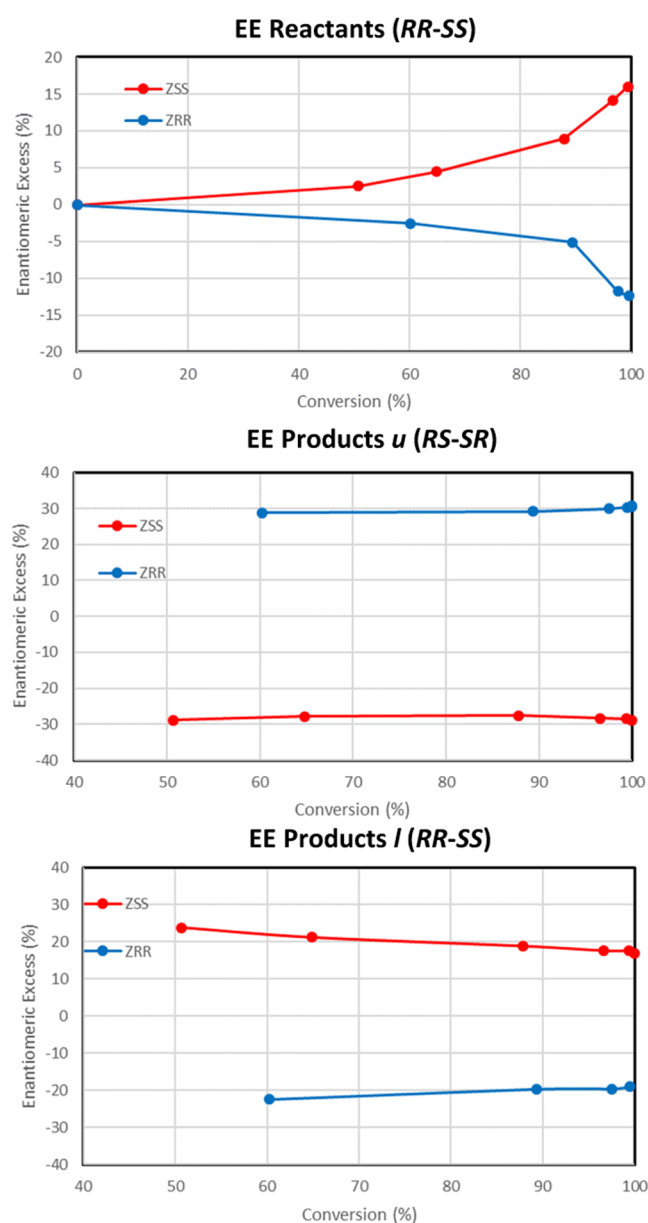 EE Reactants (RR-SS)
20
15
10
5
0
-5
-10
-15
-20
Enantiomeric Excess (%)
ZSS
ZRR
0 20 40 60 80 100
Conversion (%)
EE Products u (RS-SR)
40
30
20
10
0
-10
-20
-30
-40
Enantiomeric Excess (%)
ZSS
ZRR
40 50 60 70 80 90 100
Conversion (%)
EE Products l (RR-SS)
40
30
20
10
0
-10
-20
-30
-40
Enantiomeric Excess (%)
ZSS
ZRR
40 50 60 70 80 90 100
Conversion (%)